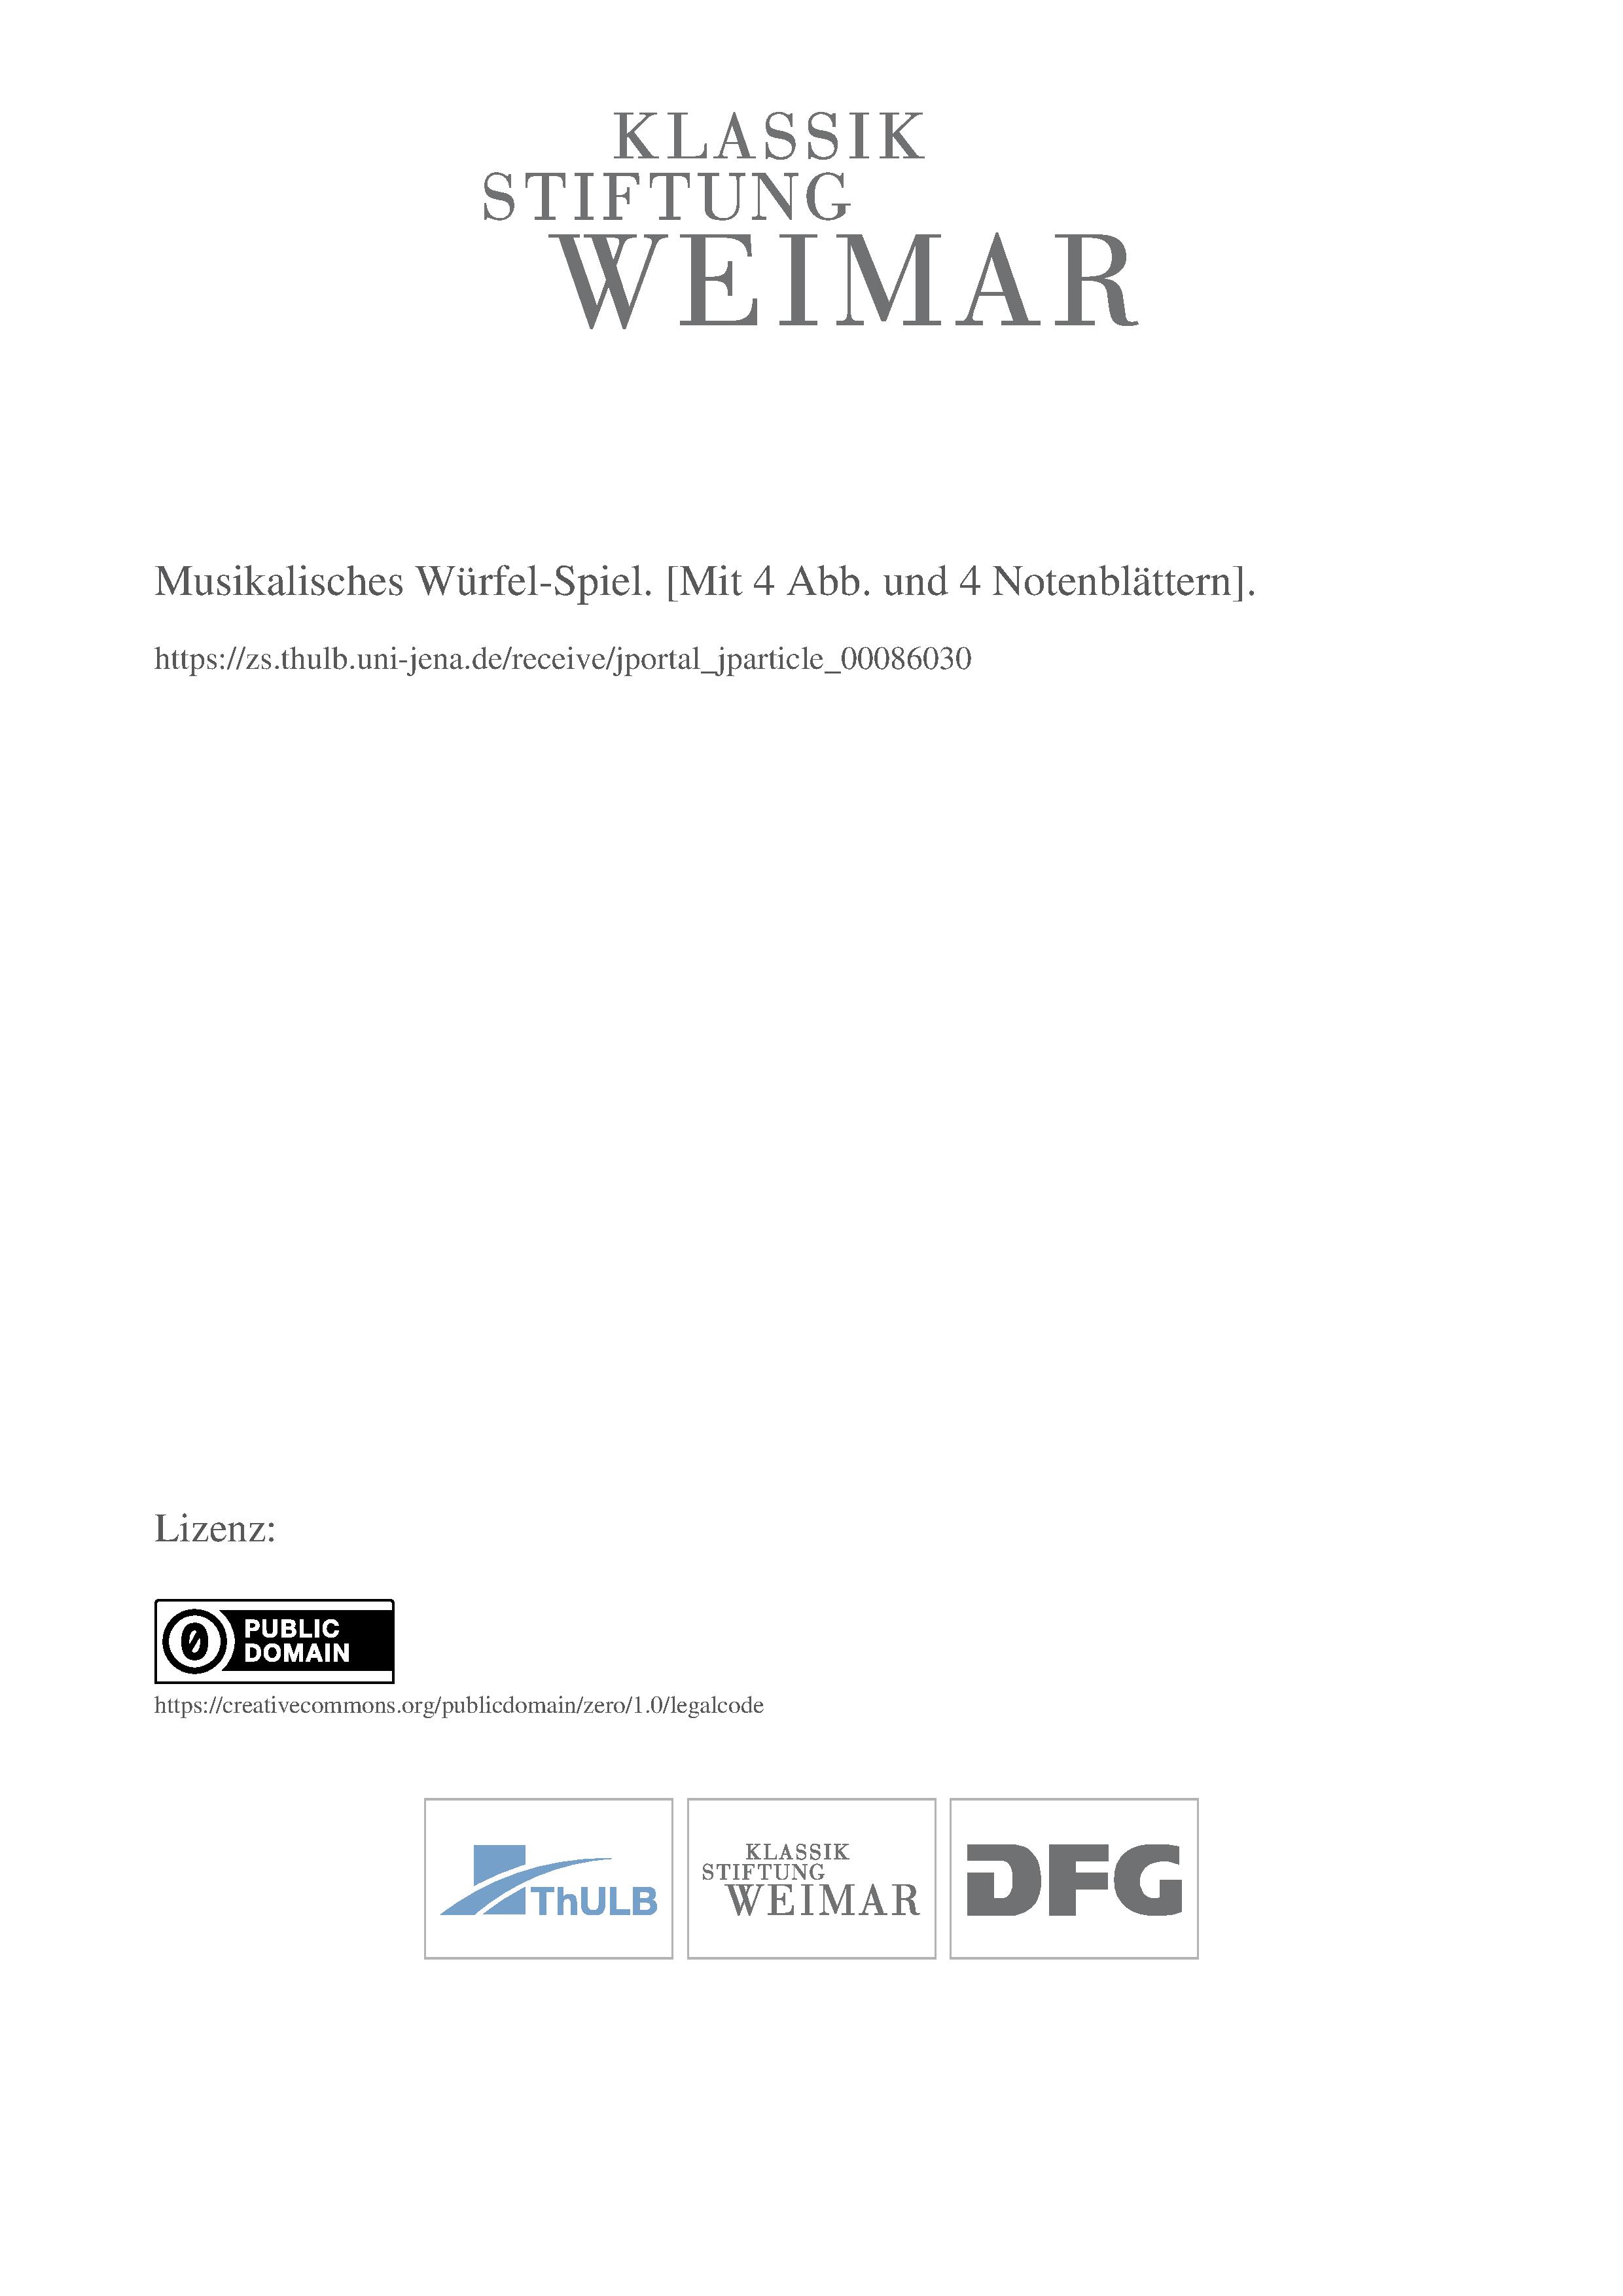 KLASSIK
STIFTUNG
WEIMAR
Musikalisches Würfel-Spiel. [Mit 4 Abb. und 4 Notenblättern].
https://zs.thulb.uni-jena.de/receive/jportal_jparticle_00086030
Lizenz:
0 PUBLIC
DOMAIN
https://creativecommons.org/publicdomain/zero/1.0/legalcode
ThULB
KLASSIK
STIFTUNG
WEIMAR
DFG